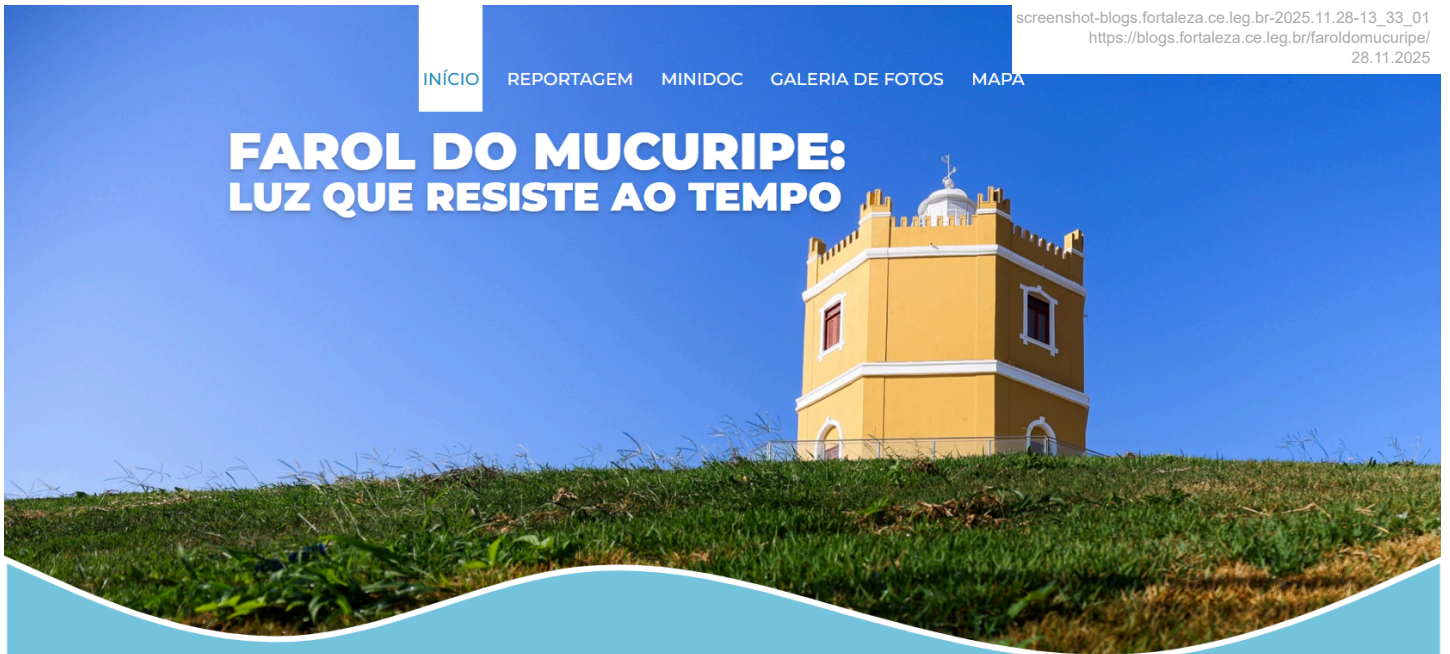 screenshot-blogs.fortaleza.ce.leg.br-2025.11.28-13_33_01
https://blogs.fortaleza.ce.leg.br/faroldomucuripe/
28.11.2025
INÍCIO REPORTAGEM MINIDOC GALERIA DE FOTOS MAPA
FAROL DO MUCURIPE:
LUZ QUE RESISTE AO TEMPO